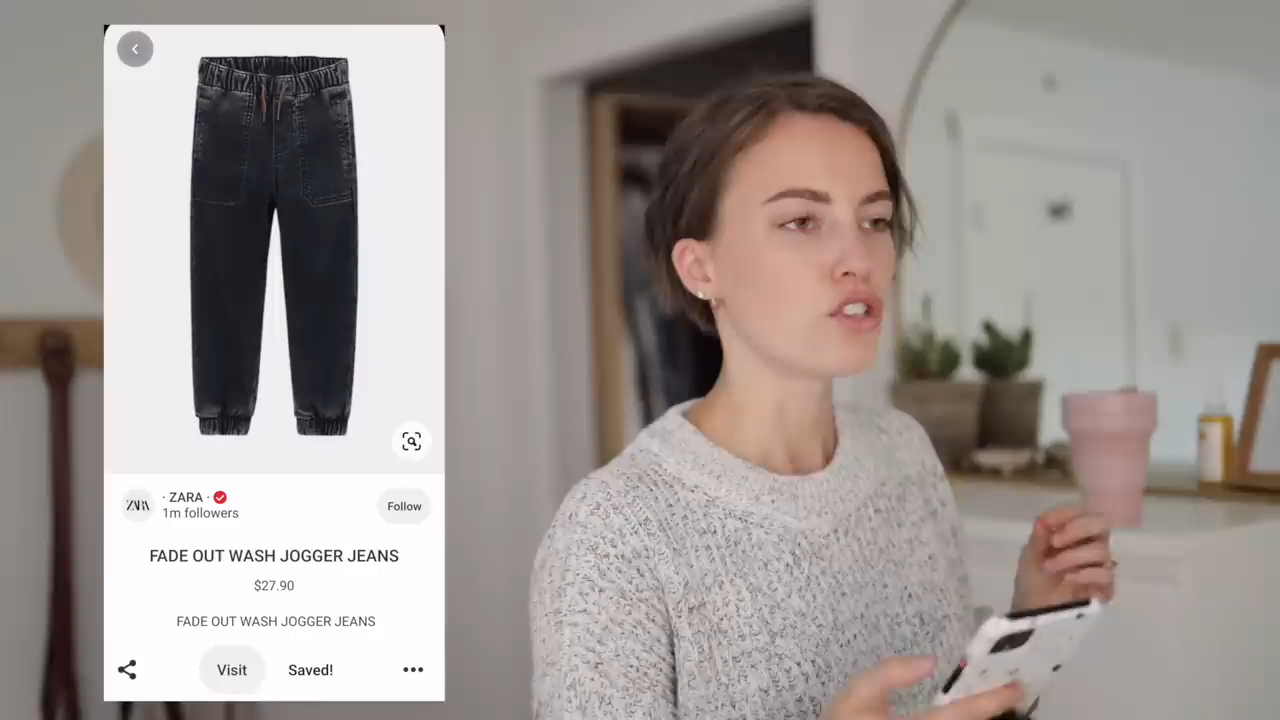 ZARA
· ZARA ·
1m followers
Follow
FADE OUT WASH JOGGER JEANS
$27.90
FADE OUT WASH JOGGER JEANS
Visit
Saved!